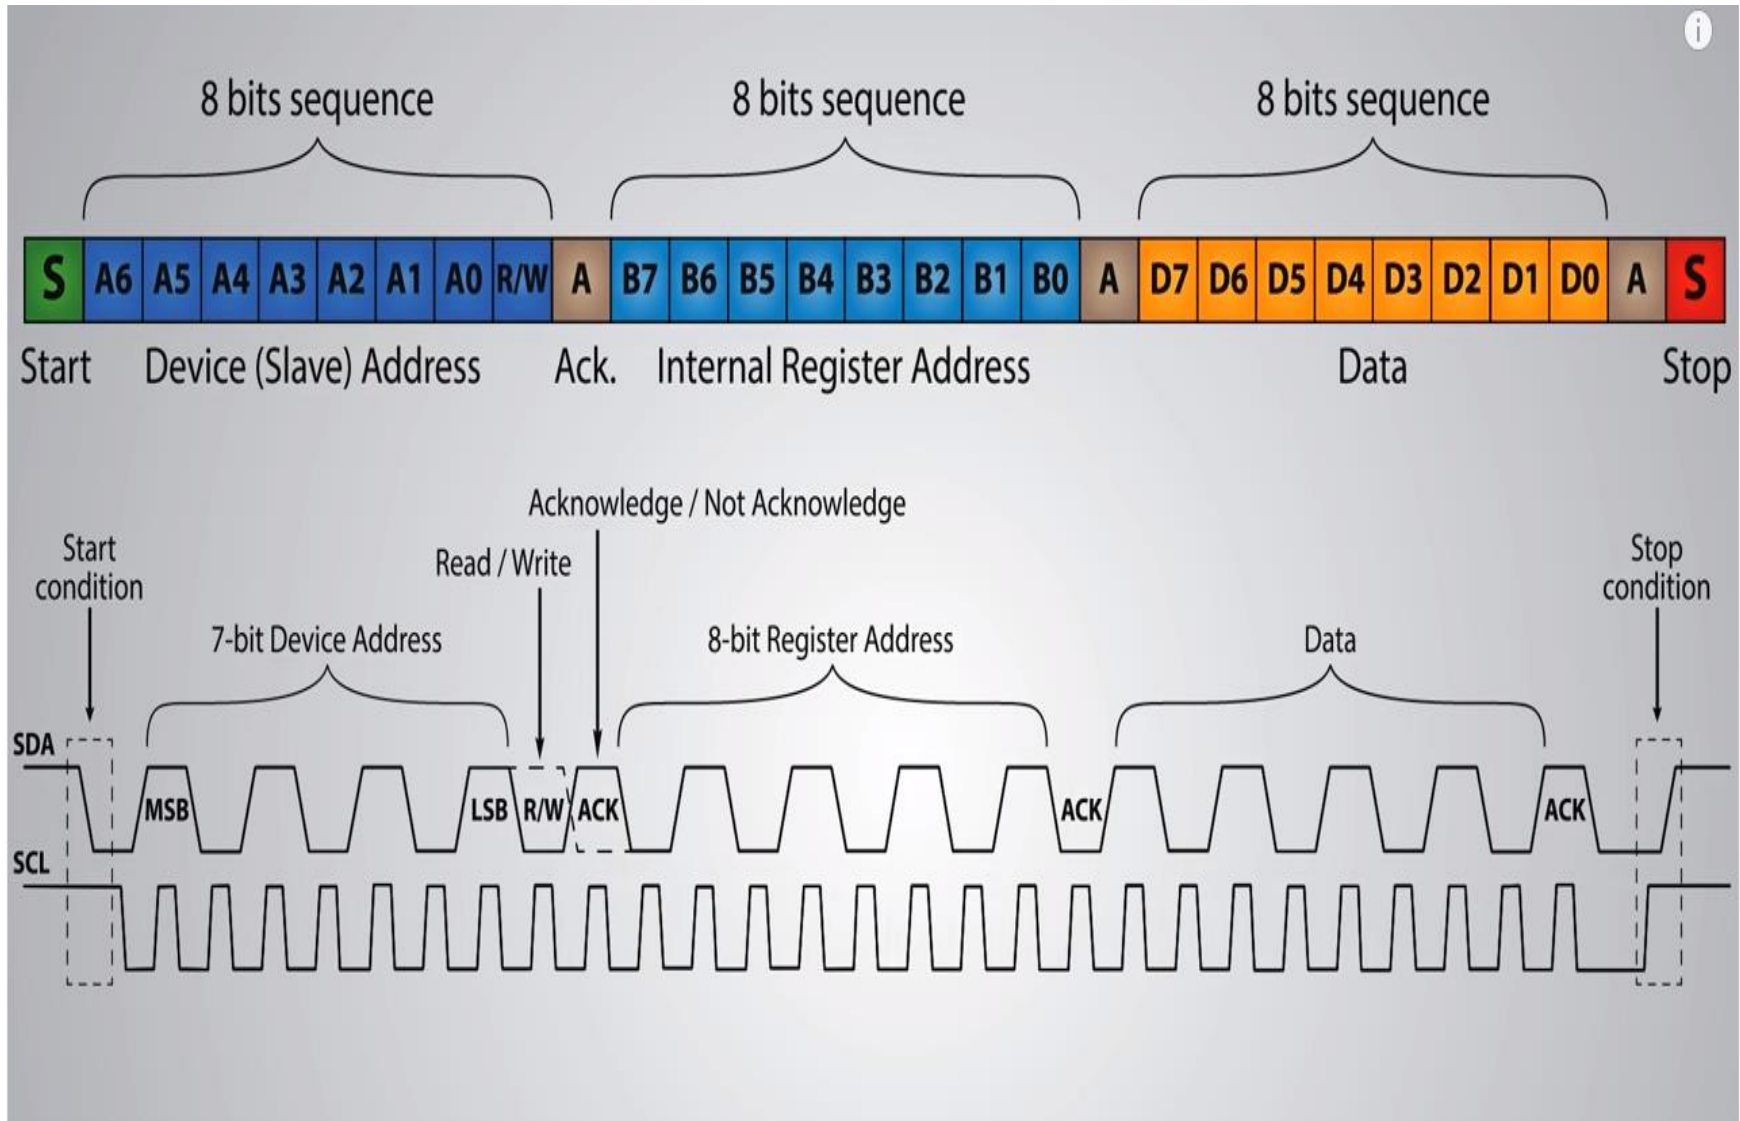 i
8 bits sequence 8 bits sequence 8 bits sequence
S A6 A5 A4 A3 A2 A1 A0 R/W A B7 B6 B5 B4 B3 B2 B1 B0 A D7 D6 D5 D4 D3 D2 D1 D0 A S
Start Device (Slave) Address Ack. Internal Register Address Data Stop
Acknowledge / Not Acknowledge
Start
condition
Read / Write
Stop
condition
7-bit Device Address 8-bit Register Address Data
SDA
MSB LSB R/W ACK ACK ACK
SCL